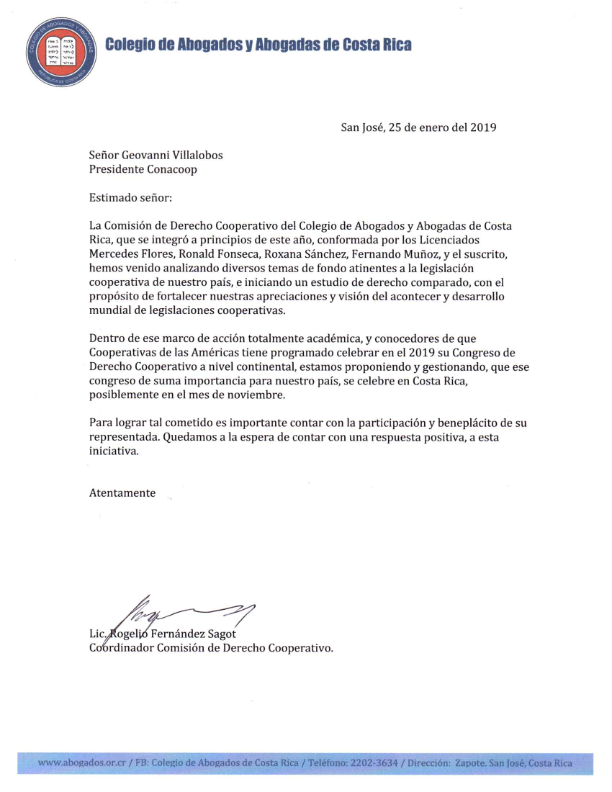 COLEGIO DE ABOGADOS Y ABOGADAS
REPÚBLICA DE COSTA RICA
Colegio de Abogados y Abogadas de Costa Rica
San José, 25 de enero del 2019
Señor Geovanni Villalobos
Presidente Conacoop
Estimado señor:
La Comisión de Derecho Cooperativo del Colegio de Abogados y Abogadas de Costa
Rica, que se integró a principios de este año, conformada por los Licenciados
Mercedes Flores, Ronald Fonseca, Roxana Sánchez, Fernando Muñoz, y el suscrito,
hemos venido analizando diversos temas de fondo atinentes a la legislación
cooperativa de nuestro país, e iniciando un estudio de derecho comparado, con el
propósito de fortalecer nuestras apreciaciones y visión del acontecer y desarrollo
mundial de legislaciones cooperativas.
Dentro de ese marco de acción totalmente académica, y conocedores de que
Cooperativas de las Américas tiene programado celebrar en el 2019 su Congreso de
Derecho Cooperativo a nivel continental, estamos proponiendo y gestionando, que ese
congreso de suma importancia para nuestro país, se celebre en Costa Rica,
posiblemente en el mes de noviembre.
Para lograr tal cometido es importante contar con la participación y beneplácito de su
representada. Quedamos a la espera de contar con una respuesta positiva, a esta
iniciativa.
Atentamente
Lic. Rogelio Fernández Sagot
Coordinador Comisión de Derecho Cooperativo.
www.abogados.or.cr / FB: Colegio de Abogados de Costa Rica / Teléfono: 2202-3634 / Dirección: Zapote. San José, Costa Rica